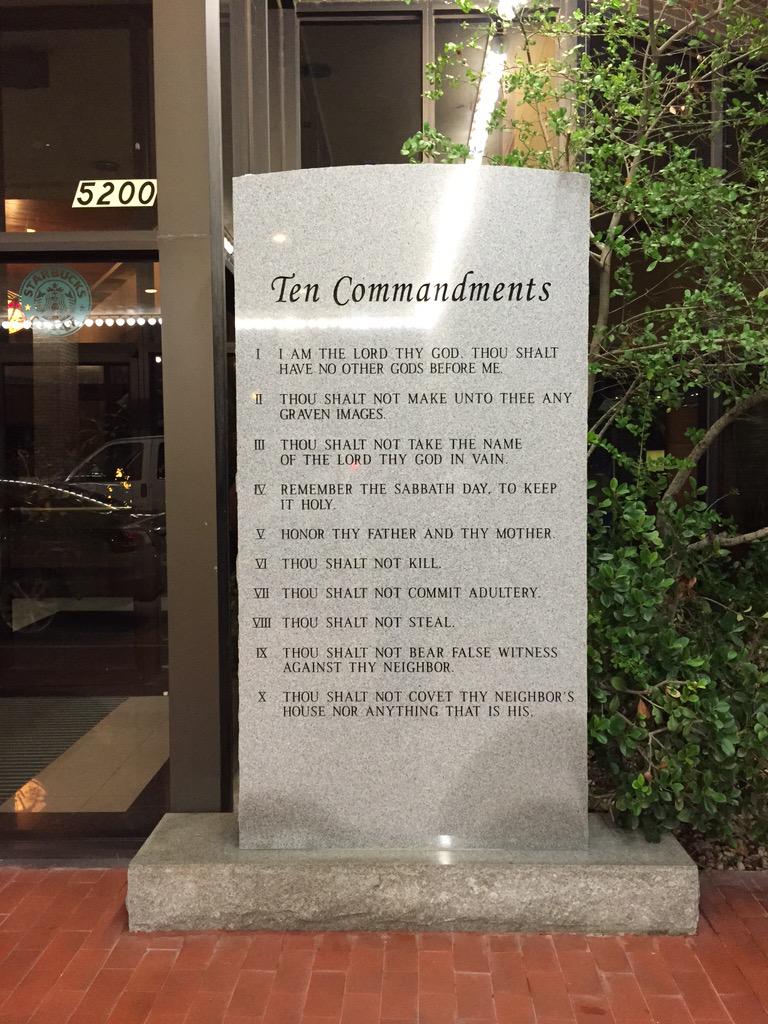 5200
STARBUCKS
Ten Commandments
I I AM THE LORD THY GOD. THOU SHALT
HAVE NO OTHER GODS BEFORE ME.
II THOU SHALT NOT MAKE UNTO THEE ANY
GRAVEN IMAGES.
III THOU SHALT NOT TAKE THE NAME
OF THE LORD THY GOD IN VAIN.
IV REMEMBER THE SABBATH DAY, TO KEEP
IT HOLY.
V HONOR THY FATHER AND THY MOTHER.
VI THOU SHALT NOT KILL.
VII THOU SHALT NOT COMMIT ADULTERY.
VIII THOU SHALT NOT STEAL.
IX THOU SHALT NOT BEAR FALSE WITNESS
AGAINST THY NEIGHBOR.
X THOU SHALT NOT COVET THY NEIGHBOR'S
HOUSE NOR ANYTHING THAT IS HIS.